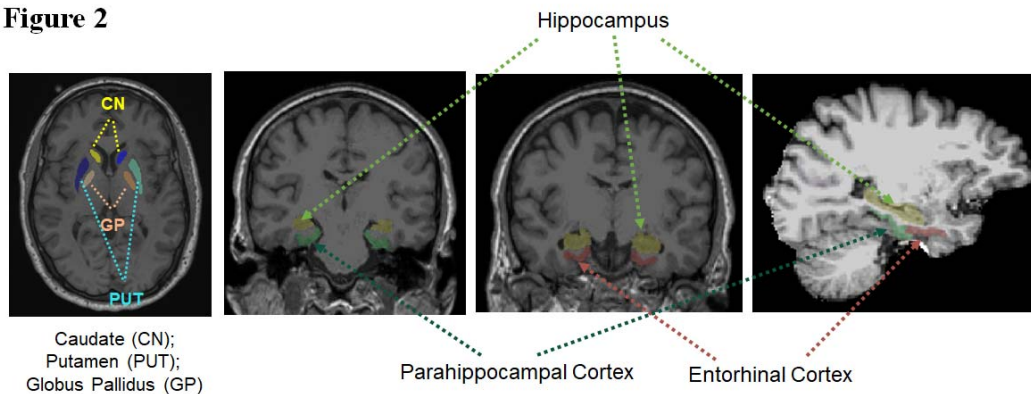 Figure 2
Hippocampus
CN
GP
PUT
Caudate (CN);
Putamen (PUT);
Globus Pallidus (GP)
Parahippocampal Cortex
Entorhinal Cortex